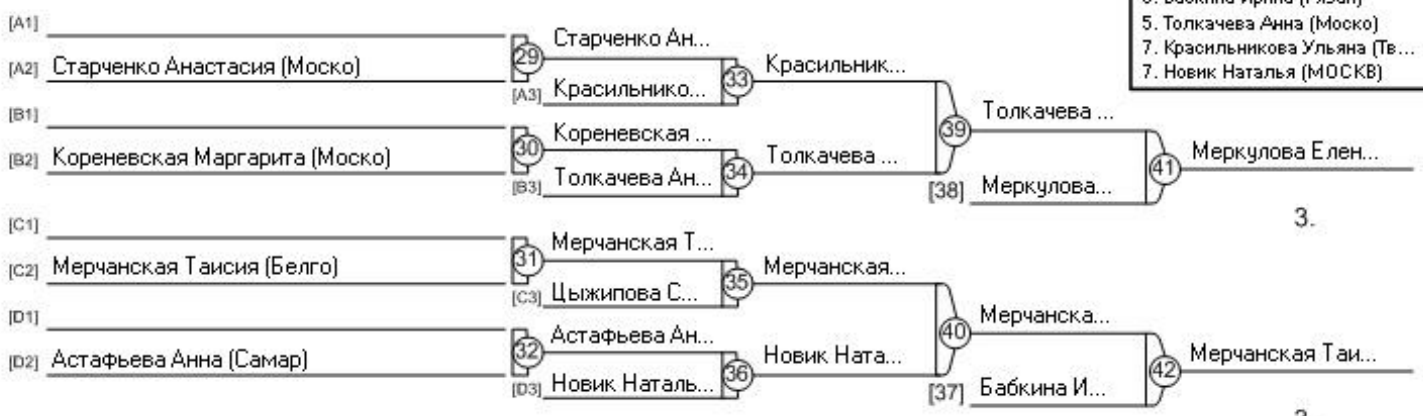 [A1]
[A2] Старченко Анастасия (Моско)
[B1]
[B2] Кореневская Маргарита (Моско)
[C1]
[C2] Мерчанская Таисия (Белго)
[D1]
[D2] Астафьева Анна (Самар)
29
30
31
32
Старченко Ан...
[A3] Красильнико...
Кореневская ...
[B3] Толкачева Ан...
Мерчанская Т...
[C3] Цыжипова С...
Астафьева Ан...
[D3] Новик Наталь...
33
34
35
36
Красильник...
Толкачева ...
Мерчанская...
Новик Ната...
39
40
Толкачева ...
[38] Меркулова...
Мерчанска...
[37] Бабкина И...
41
42
Меркулова Елен...
3.
Мерчанская Таи...
5. Толкачева Анна (Моско)
7. Красильникова Ульяна (Тв...
7. Новик Наталья (МОСКВ)